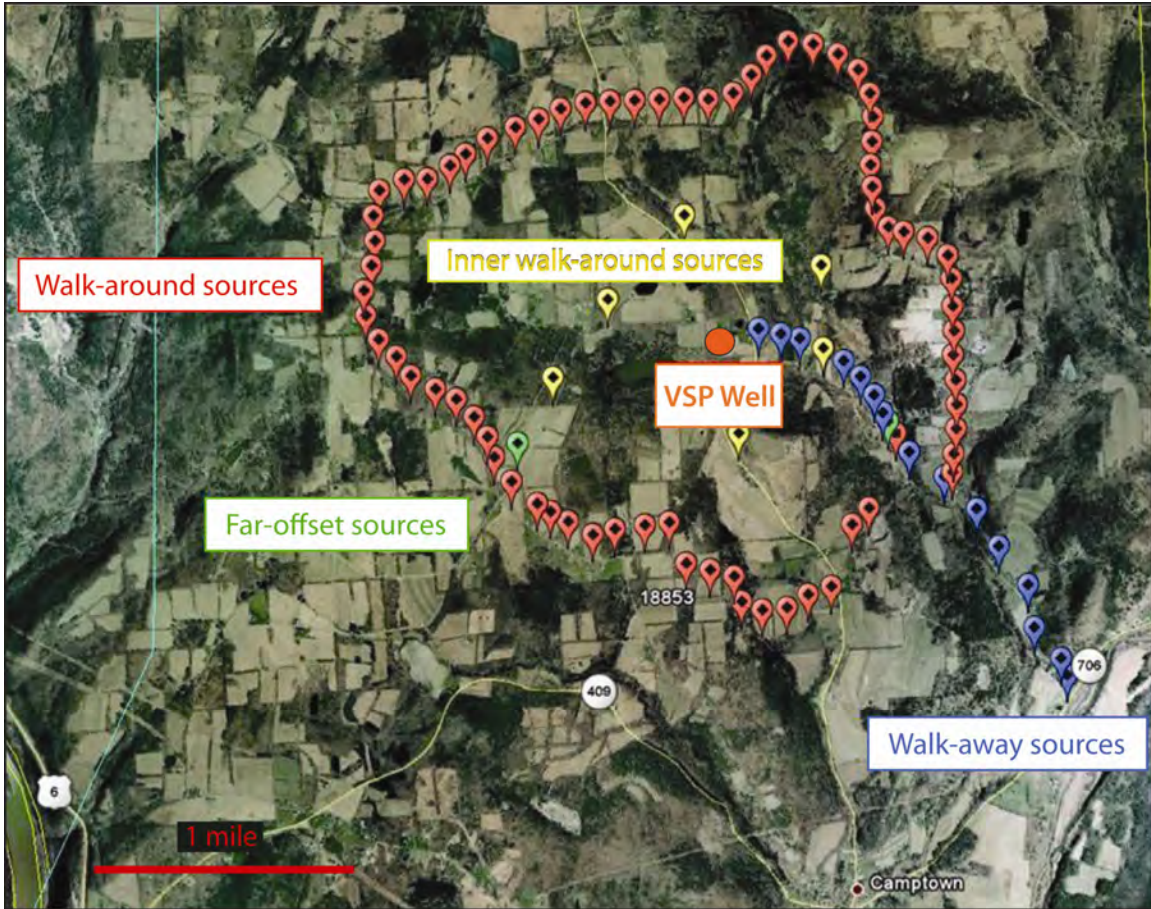 Inner walk-around sources
Walk-around sources
VSP Well
Far-offset sources
18853
706
409
Walk-away sources
6
1 mile
Camptown